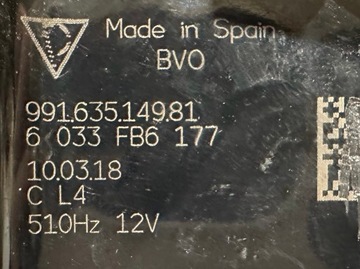 Made in Spain
BVO
991.635.149.81
6 033 FB6 177
10.03.18
C L4
510Hz 12V